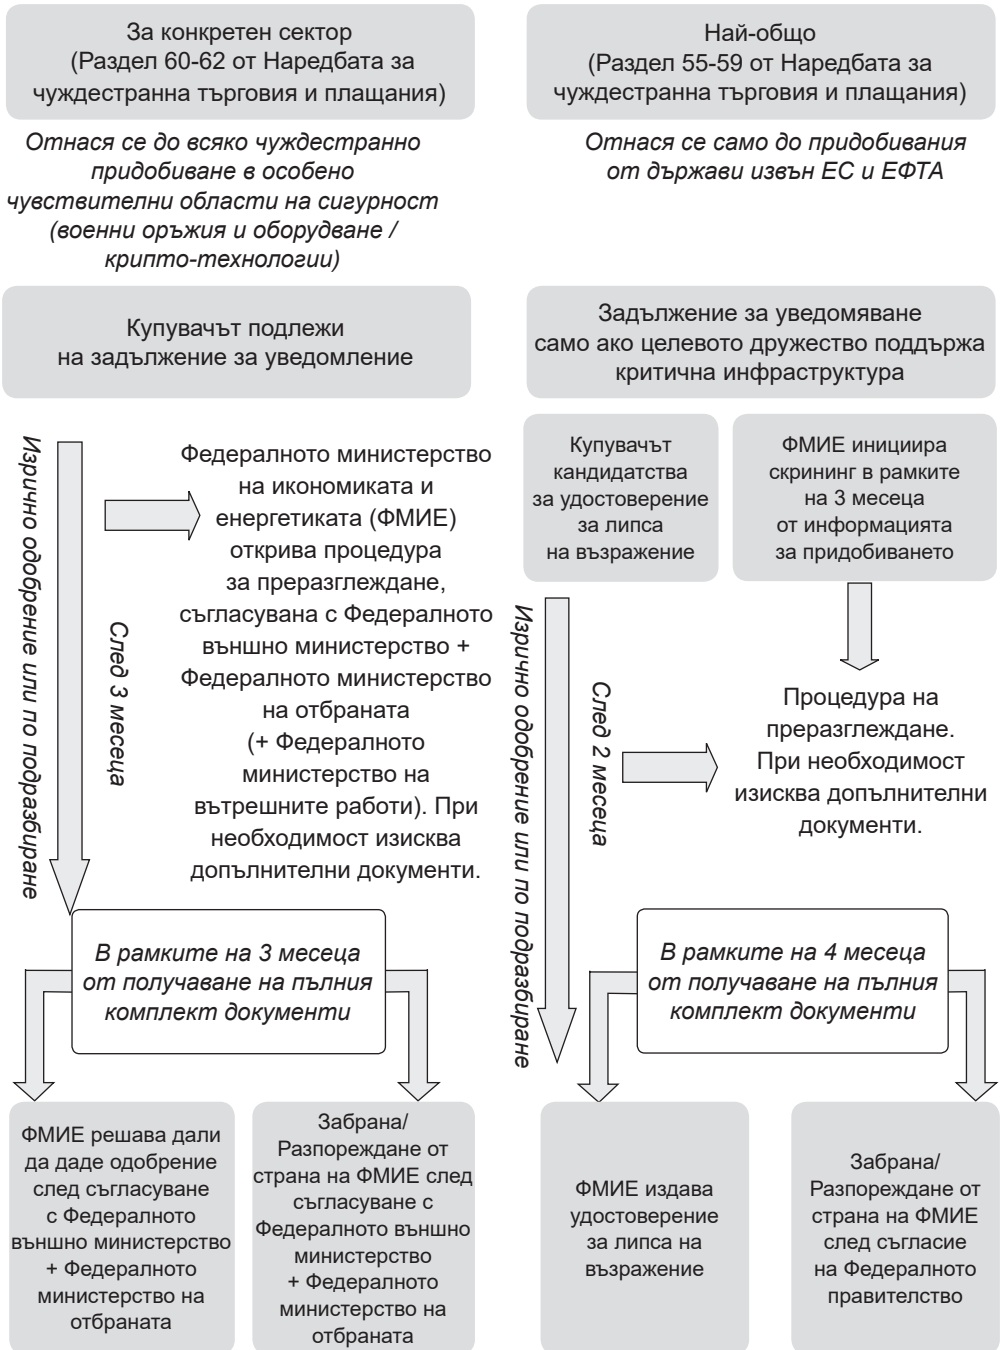 За конкретен сектор
(Раздел 60-62 от Наредбата за
чуждестранна търговия и плащания)
Отнася се до всяко чуждестранно
придобиване в особено
чувствителни области на сигурност
(военни оръжия и оборудване /
крипто-технологии)
Купувачът подлежи
на задължение за уведомление
Изрично одобрение или по подразбиране
След 3 месеца
Федералното министерство
на икономиката и
енергетиката (ФМИЕ)
открива процедура
за преразглеждане,
съгласувана с Федералното
външно министерство +
Федералното министерство
на отбраната
(+ Федералното
министерство на
вътрешните работи). При
необходимост изисква
допълнителни документи.
В рамките на 3 месеца
от получаване на пълния
комплект документи
ФМИЕ решава дали
да даде одобрение
след съгласуване
с Федералното
външно министерство
+ Федералното
министерство на
отбраната
Забрана/
Разпореждане от
страна на ФМИЕ след
съгласуване с
Федералното външно
министерство
+ Федералното
министерство на
отбраната
Най-общо
(Раздел 55-59 от Наредбата за
чуждестранна търговия и плащания)
Отнася се само до придобивания
от държави извън ЕС и ЕФТА
Задължение за уведомяване
само ако целевото дружество поддържа
критична инфраструктура
Купувачът
кандидатства
за удостоверение
за липса
на възражение
ФМИЕ инициира
скрининг в рамките
на 3 месеца
от информацията
за придобиването
Изрично одобрение или по подразбиране
След 2 месеца
Процедура на
преразглеждане.
При необходимост
изисква допълнителни
документи.
В рамките на 4 месеца
от получаване на пълния
комплект документи
ФМИЕ издава
удостоверение
за липса на
възражение
Забрана/
Разпореждане от
страна на ФМИЕ
след съгласие
на Федералното
правителство